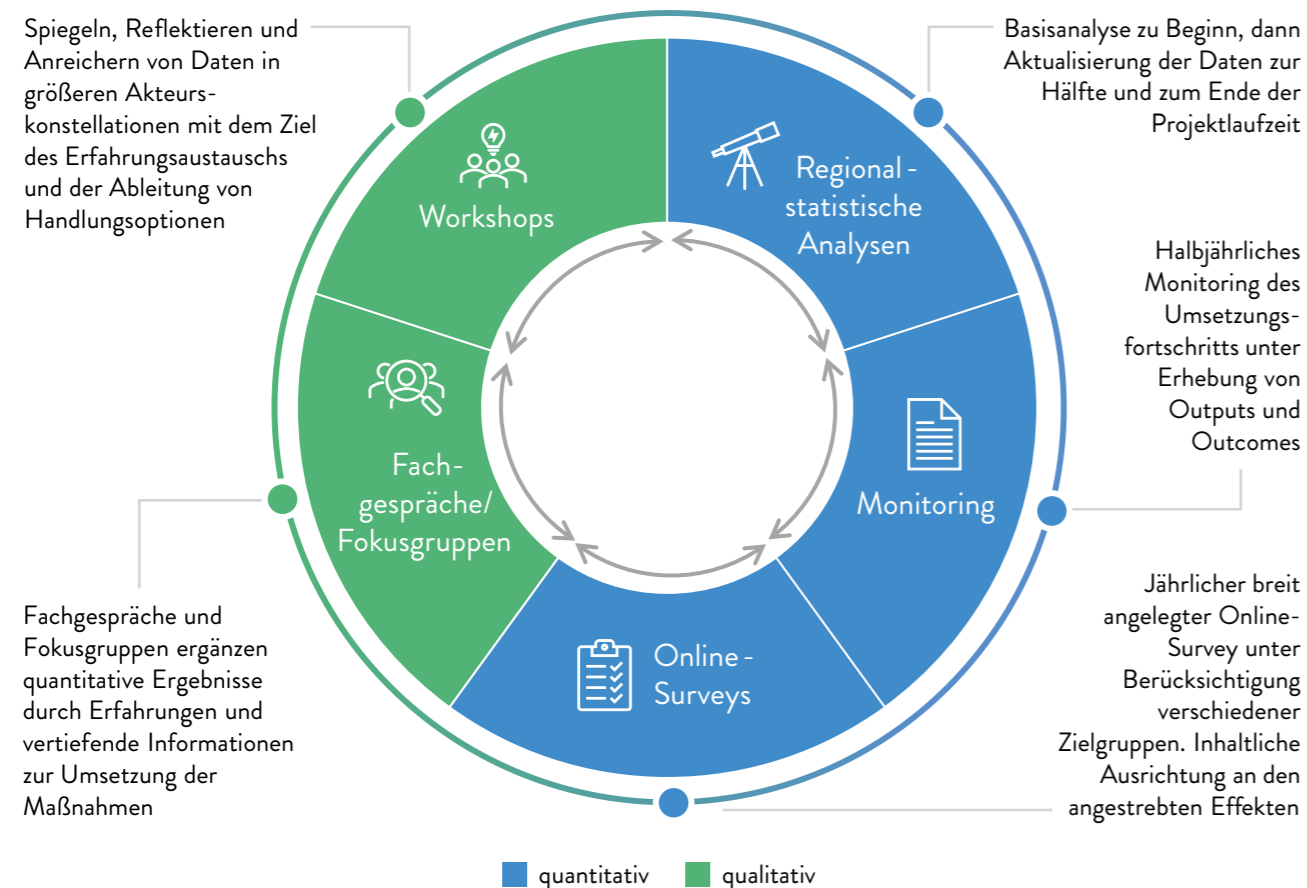 Spiegeln, Reflektieren und
Anreichern von Daten in
größeren Akteurs-
konstellationen mit dem Ziel
des Erfahrungsaustauschs
und der Ableitung von
Handlungsoptionen
Basisanalyse zu Beginn, dann
Aktualisierung der Daten zur
Hälfte und zum Ende der
Projektlaufzeit
Workshops
Regional-
statistische
Analysen
Halbjährliches
Monitoring des
Umsetzungs-
fortschritts unter
Erhebung von
Outputs und
Outcomes
Fach-
gespräche/
Fokusgruppen
Monitoring
Fachgespräche und
Fokusgruppen ergänzen
quantitative Ergebnisse
durch Erfahrungen und
vertiefende Informationen
zur Umsetzung der
Maßnahmen
Online-
Surveys
Jährlicher breit
angelegter Online-
Survey unter
Berücksichtigung
verschiedener
Zielgruppen. Inhaltliche
Ausrichtung an den
angestrebten Effekten
quantitativ
qualitativ